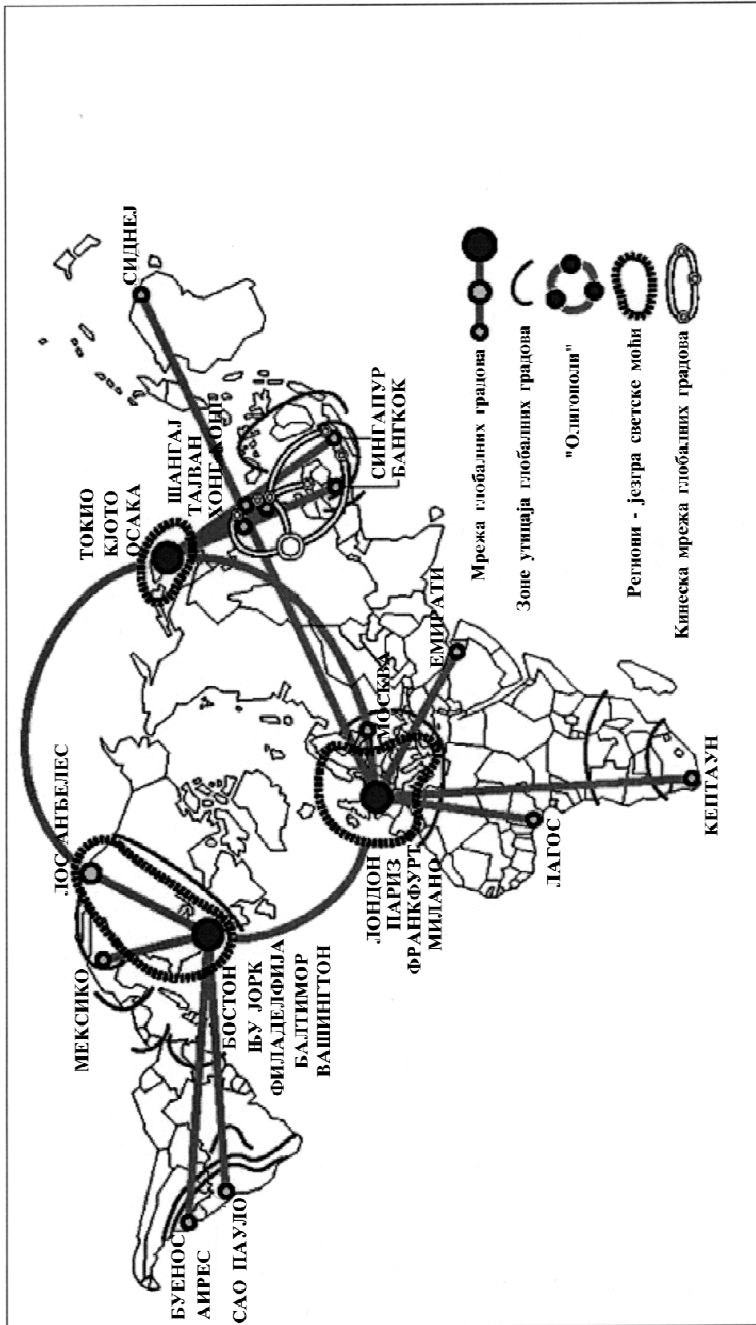 ЛОС АНЂЕЛЕС
МЕКСИКО
БОСТОН
ЊУ ЈОРК
ФИЛАДЕЛФИЈА
БАЛТИМОР
ВАШИНГТОН
БУЕНОС
АИРЕС
САО ПАУЛО
ЛОНДОН
ПАРИЗ
ФРАНКФУРТ
МИЛАНО
МОСКВА
ЕМИРАТИ
ЛАГОС
КЕПТАУН
ТОКИО
КЈОТО
ОСАКА
ШАНГАЈ
ТАЈВАН
ХОНГ КОНГ
СИНГАПУР
БАНГКОК
СИДНЕЈ
Мрежа глобалних градова
Зоне утицаја глобалних градова
"Олигополи"
Региони - језгра светске моћи
Кинеска мрежа глобалних градова